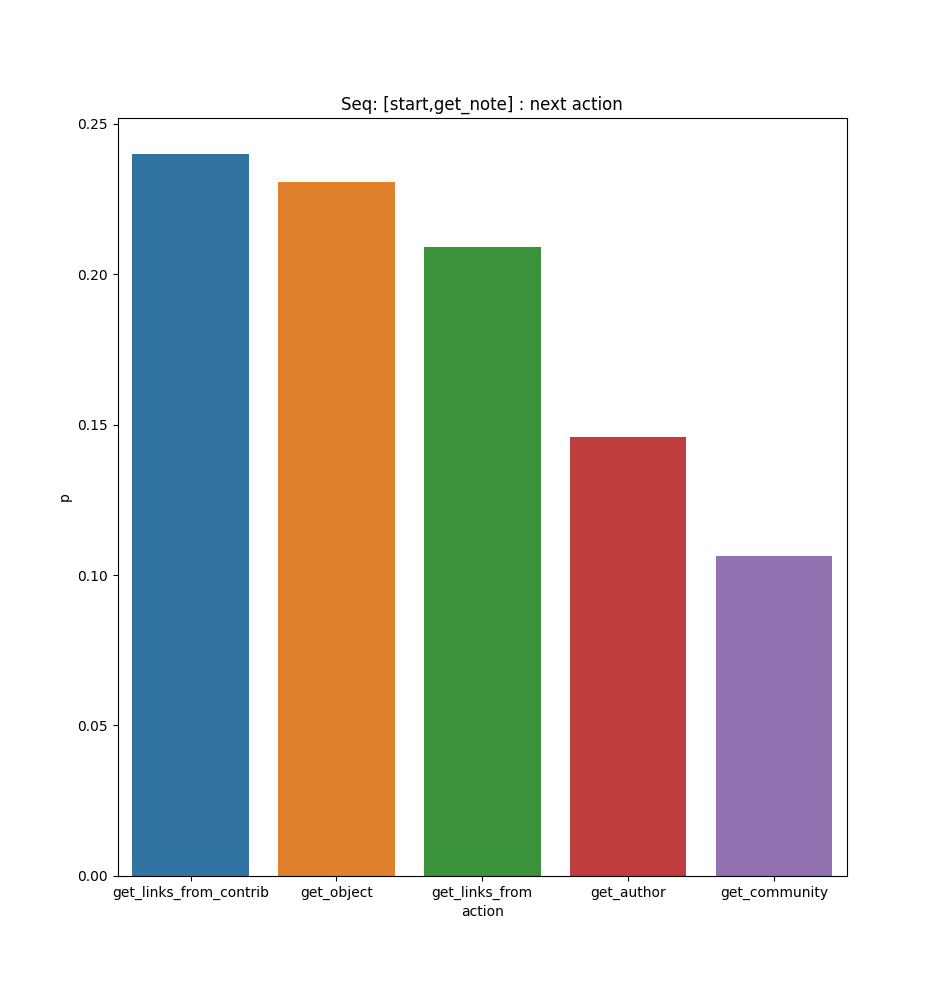 Seq: [start,get_note] : next action
0.25
0.20
0.15
0.10
0.05
0.00
p
get_links_from_contrib get_object get_links_from get_author get_community
action